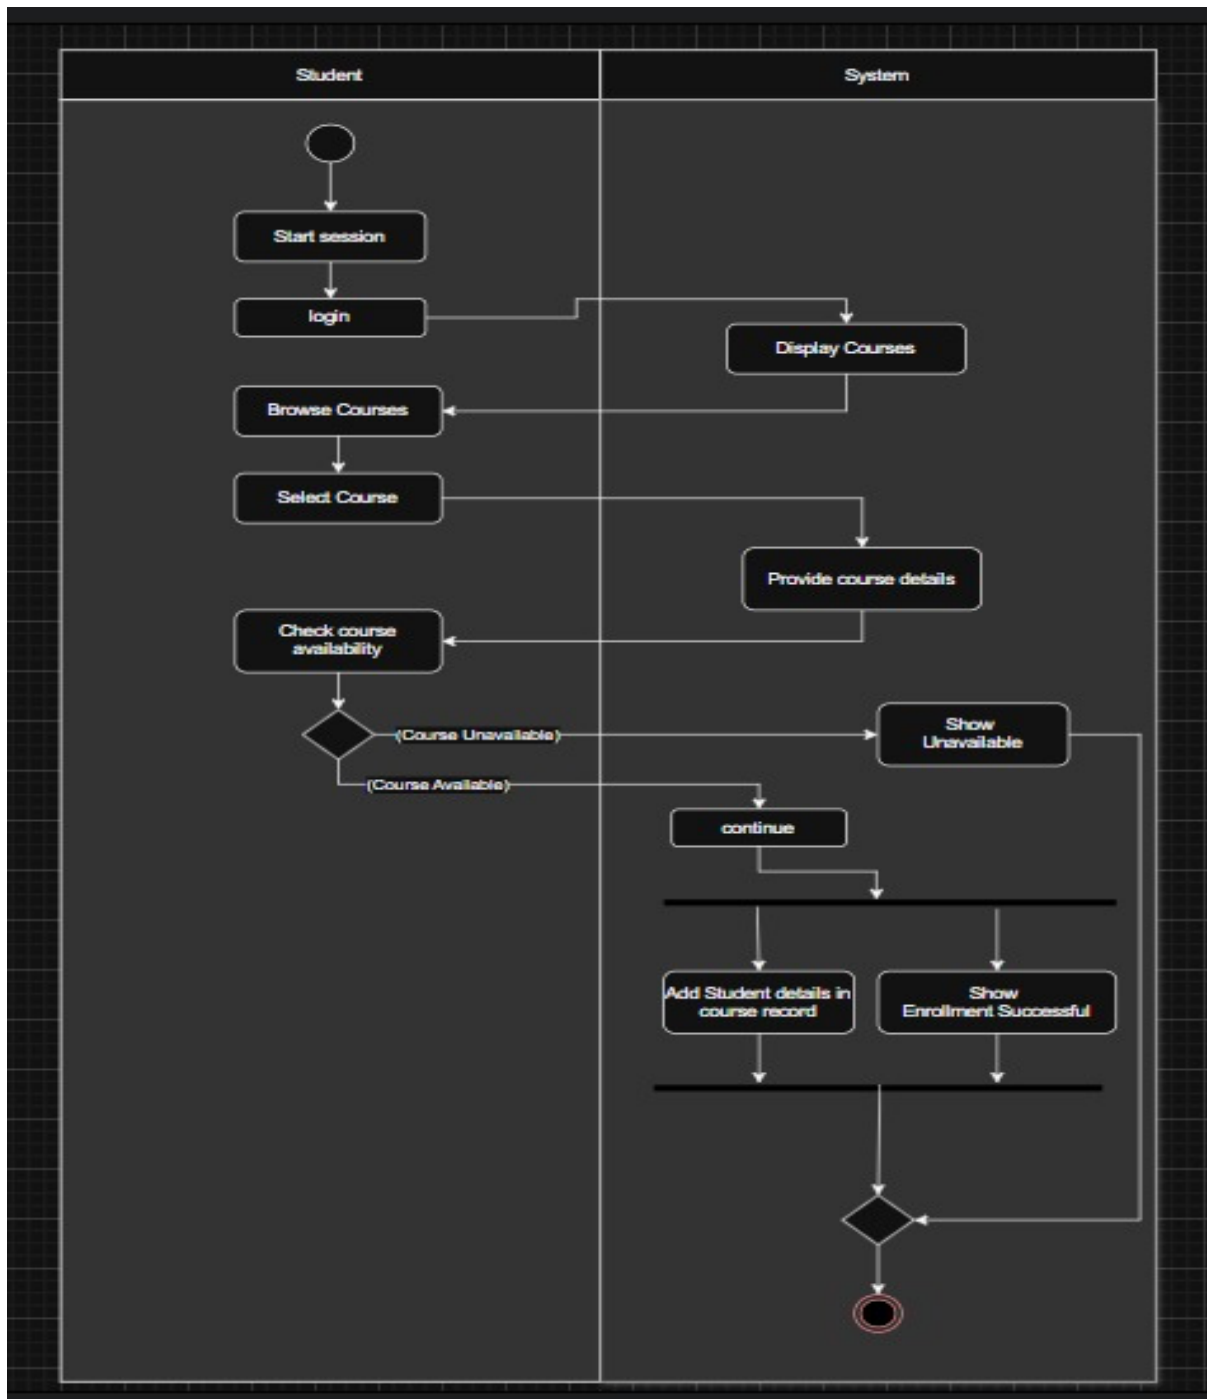 Student
System
Start session
login
Display Courses
Browse Courses
Select Course
Provide course details
Check course
availability
(Course Unavailable)
Show
Unavailable
(Course Available)
continue
Add Student details in
course record
Show
Enrollment Successful